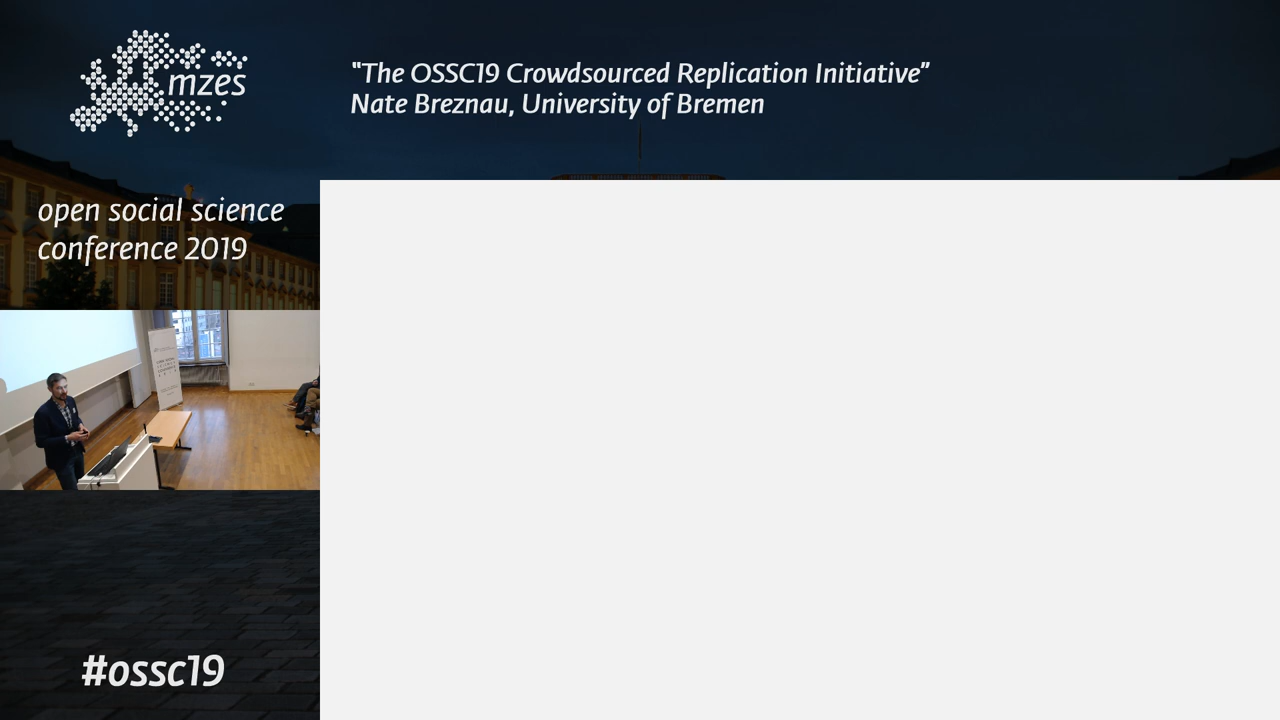 mzes
“The OSSC19 Crowdsourced Replication Initiative”
Nate Breznau, University of Bremen
open social science
conference 2019
#ossc19